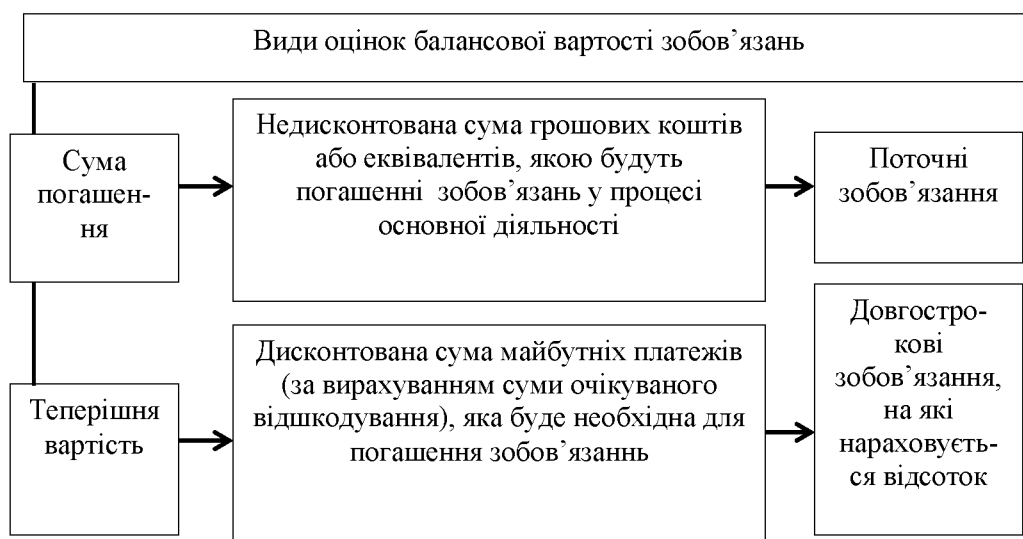 Види оцінок балансової вартості зобов’язань
Сума
погашен-
ня
Недисконтована сума грошових коштів
або еквівалентів, якою будуть
погашенні зобов’язань у процесі
основної діяльності
Поточні
зобов’язання
Теперішня
вартість
Дисконтована сума майбутніх платежів
(за вирахуванням суми очікуваного
відшкодування), яка буде необхідна для
погашення зобов’язаннь
Довгостро-
кові
зобов’язання,
на які
нараховуєть-
ся відсоток